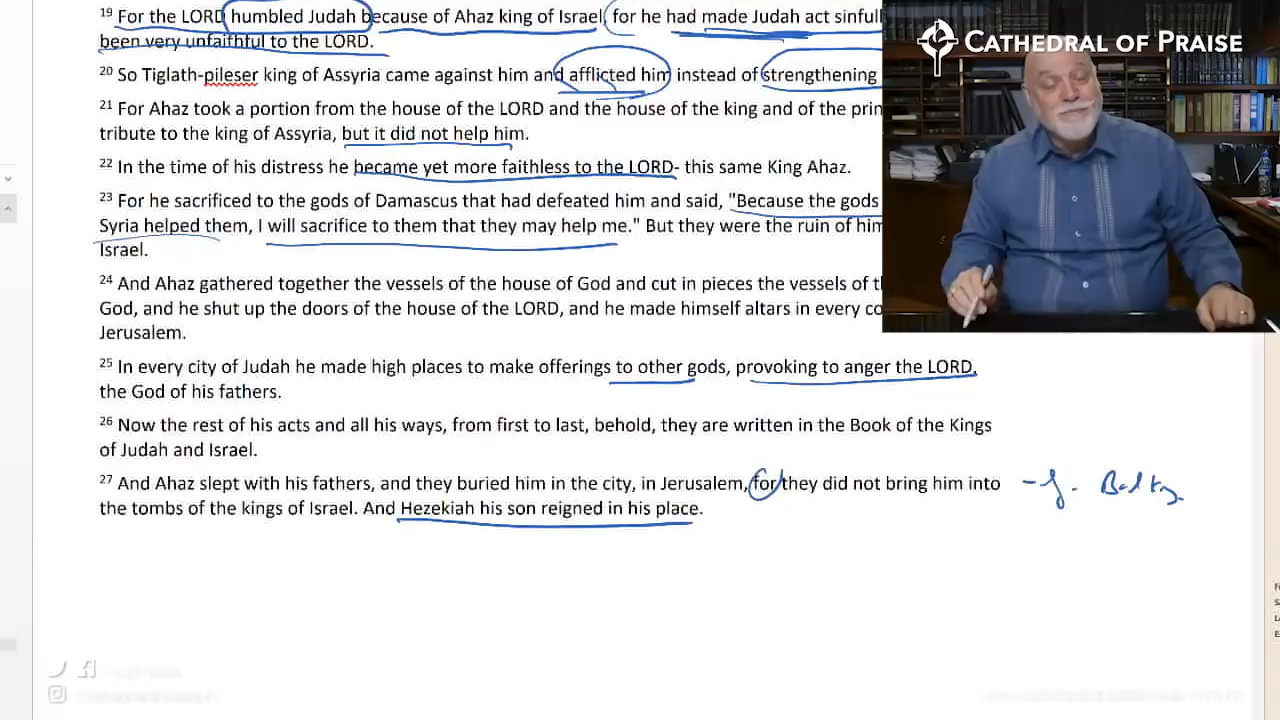 19 For the LORD humbled Judah because of Ahaz king of Israel, for he had made Judah act sinfull
been very unfaithful to the LORD.
CATHEDRAL OF PRAISE
20 So Tiglath-pileser king of Assyria came against him and afflicted him instead of strengthening
21 For Ahaz took a portion from the house of the LORD and the house of the king and of the prin
tribute to the king of Assyria, but it did not help him.
22 In the time of his distress he became yet more faithless to the LORD- this same King Ahaz.
23 For he sacrificed to the gods of Damascus that had defeated him and said, "Because the gods
Syria helped them, I will sacrifice to them that they may help me." But they were the ruin of him
Israel.
24 And Ahaz gathered together the vessels of the house of God and cut in pieces the vessels of t
God, and he shut up the doors of the house of the LORD, and he made himself altars in every co
Jerusalem.
25 In every city of Judah he made high places to make offerings to other gods, provoking to anger the LORD,
the God of his fathers.
26 Now the rest of his acts and all his ways, from first to last, behold, they are written in the Book of the Kings
of Judah and Israel.
27 And Ahaz slept with his fathers, and they buried him in the city, in Jerusalem, for they did not bring him into
the tombs of the kings of Israel. And Hezekiah his son reigned in his place.